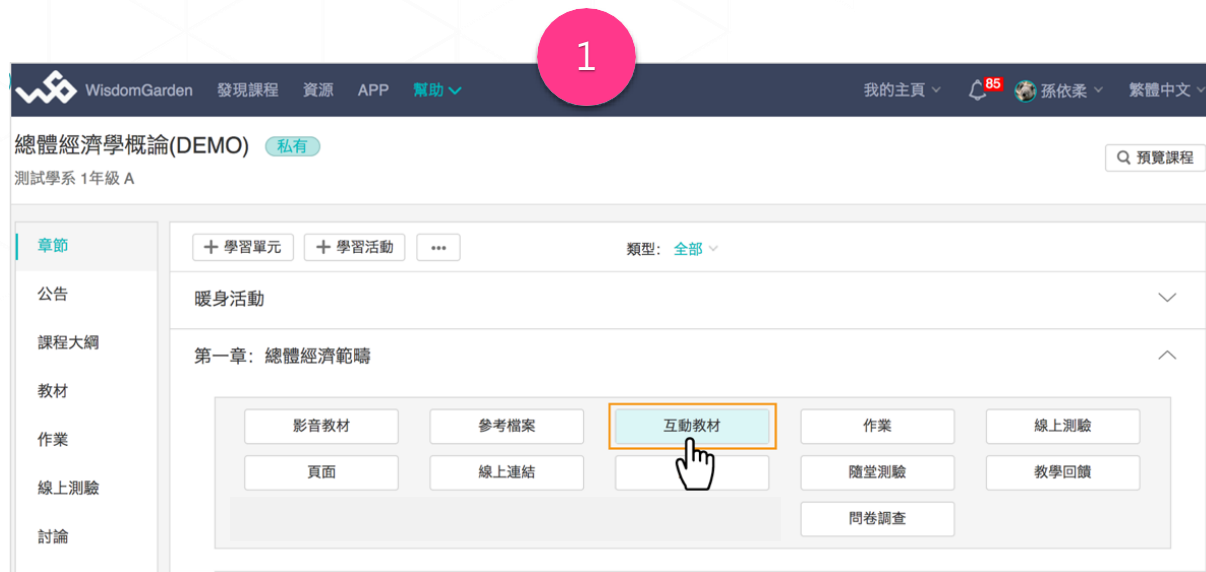 1
WisdomGarden 發現課程 資源 APP 幫助 我的主頁 85 孫依柔 繁體中文
總體經濟學概論(DEMO) 私有
預覽課程
測試學系 1年級 A
章節
公告
課程大綱
教材
作業
線上測驗
討論
+ 學習單元 + 學習活動 ••• 類型: 全部
暖身活動
第一章: 總體經濟範疇
影音教材 參考檔案 互動教材 作業 線上測驗
頁面 線上連結 隨堂測驗 教學回饋
問卷調查